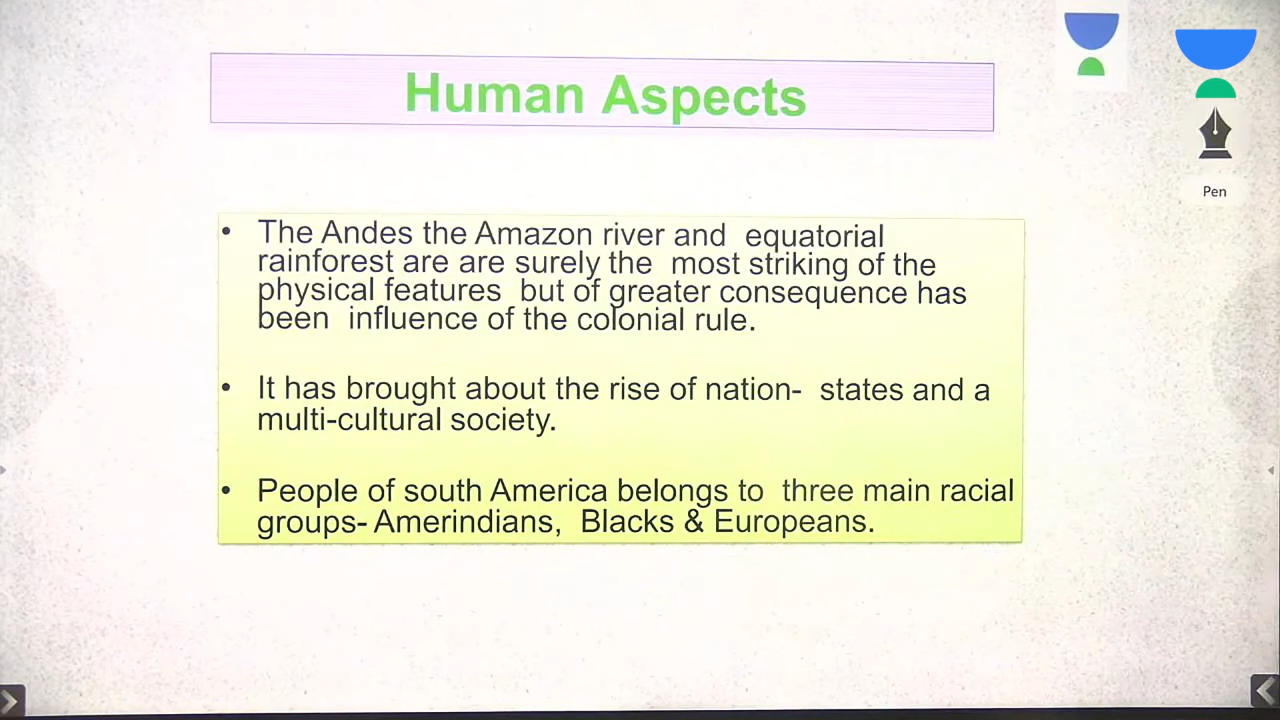 Human Aspects
Pen
• The Andes the Amazon river and equatorial
rainforest are are surely the most striking of the
physical features but of greater consequence has
been influence of the colonial rule.
• It has brought about the rise of nation- states and a
multi-cultural society.
• People of south America belongs to three main racial
groups- Amerindians, Blacks & Europeans.